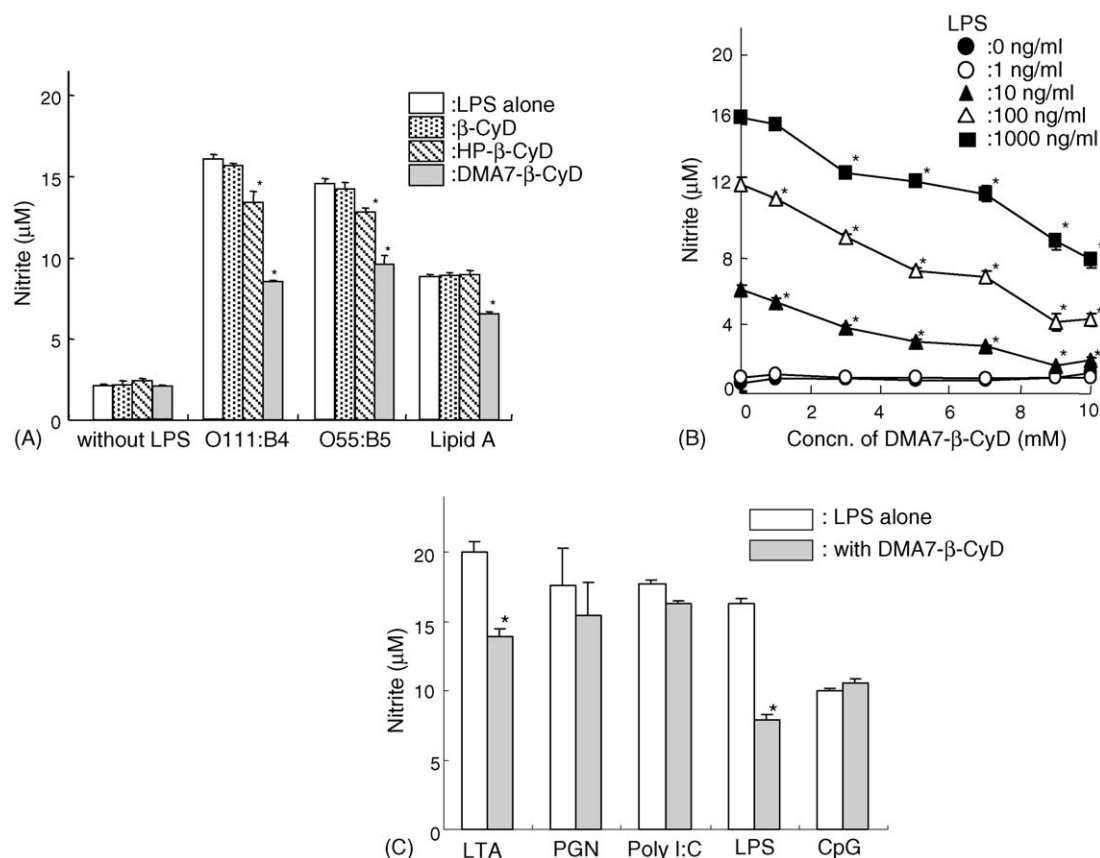 20
15
10
5
0
Nitrite (μM)
:LPS alone
:β-CyD
:HP-β-CyD
:DMA7-β-CyD
* * * * *
without LPS O111:B4 O55:B5 Lipid A
(A)
LPS
:0 ng/ml
:1 ng/ml
:10 ng/ml
:100 ng/ml
:1000 ng/ml
20
16
12
8
4
0
Nitrite (μM)
* * * * *
* * * * * *
* * * * * *
0 2 4 6 8 10
Concn. of DMA7-β-CyD (mM)
(B)
: LPS alone
: with DMA7-β-CyD
20
15
10
5
0
Nitrite (μM)
* *
LTA PGN Poly I:C LPS CpG
(C)